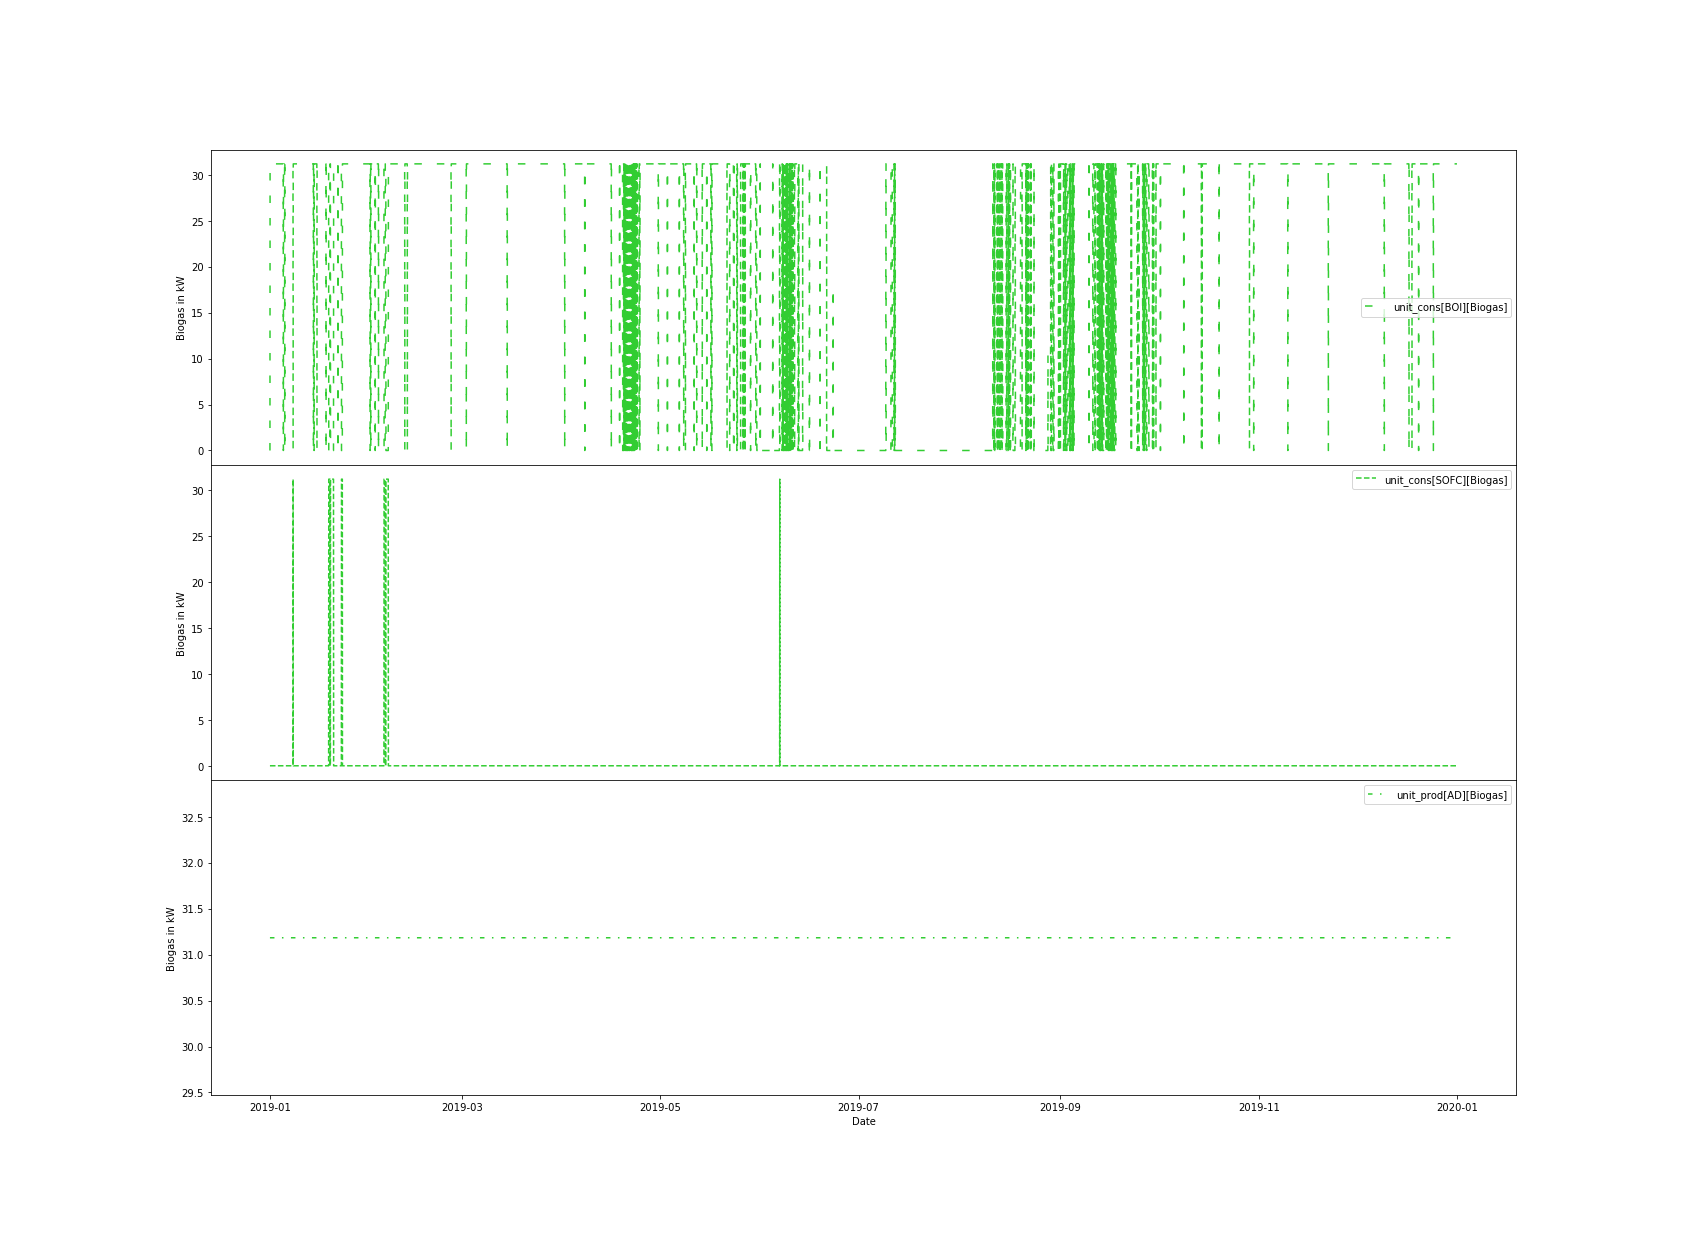 30
25
20
15
10
5
0
Biogas in kW
unit_cons[BOI][Biogas]
30
25
20
15
10
5
0
Biogas in kW
unit_cons[SOFC][Biogas]
32.5
32.0
31.5
31.0
30.5
30.0
29.5
Biogas in kW
unit_prod[AD][Biogas]
2019-01 2019-03 2019-05 2019-07 2019-09 2019-11 2020-01
Date